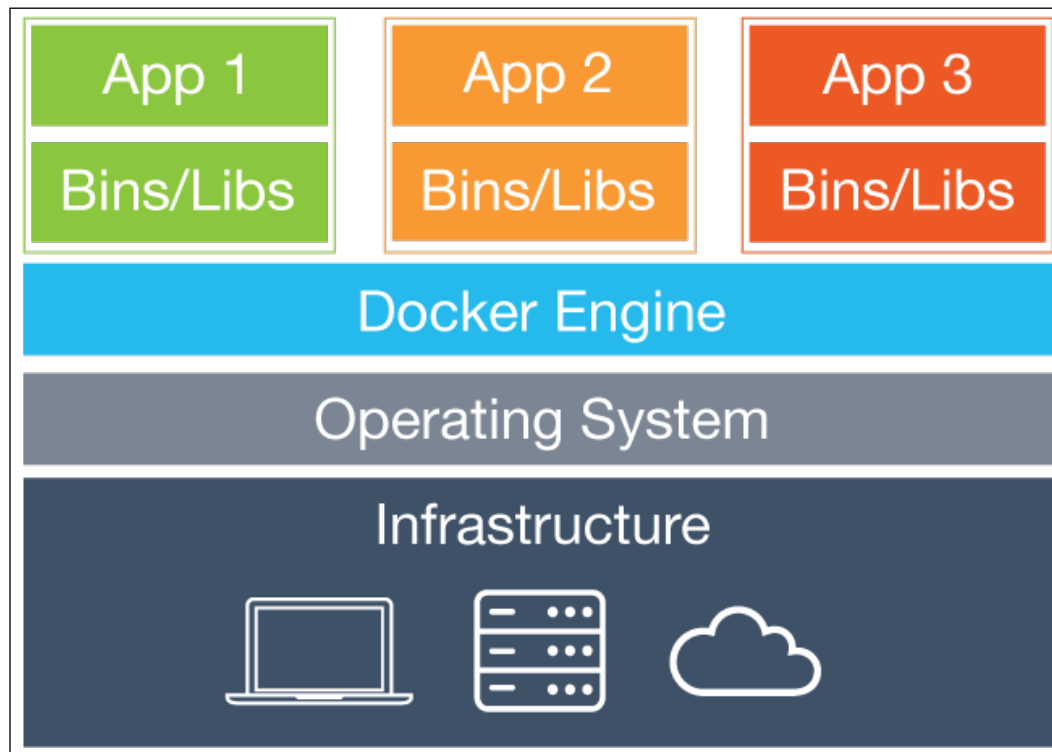 App 1
App 2
App 3
Bins/Libs
Bins/Libs
Bins/Libs
Docker Engine
Operating System
Infrastructure